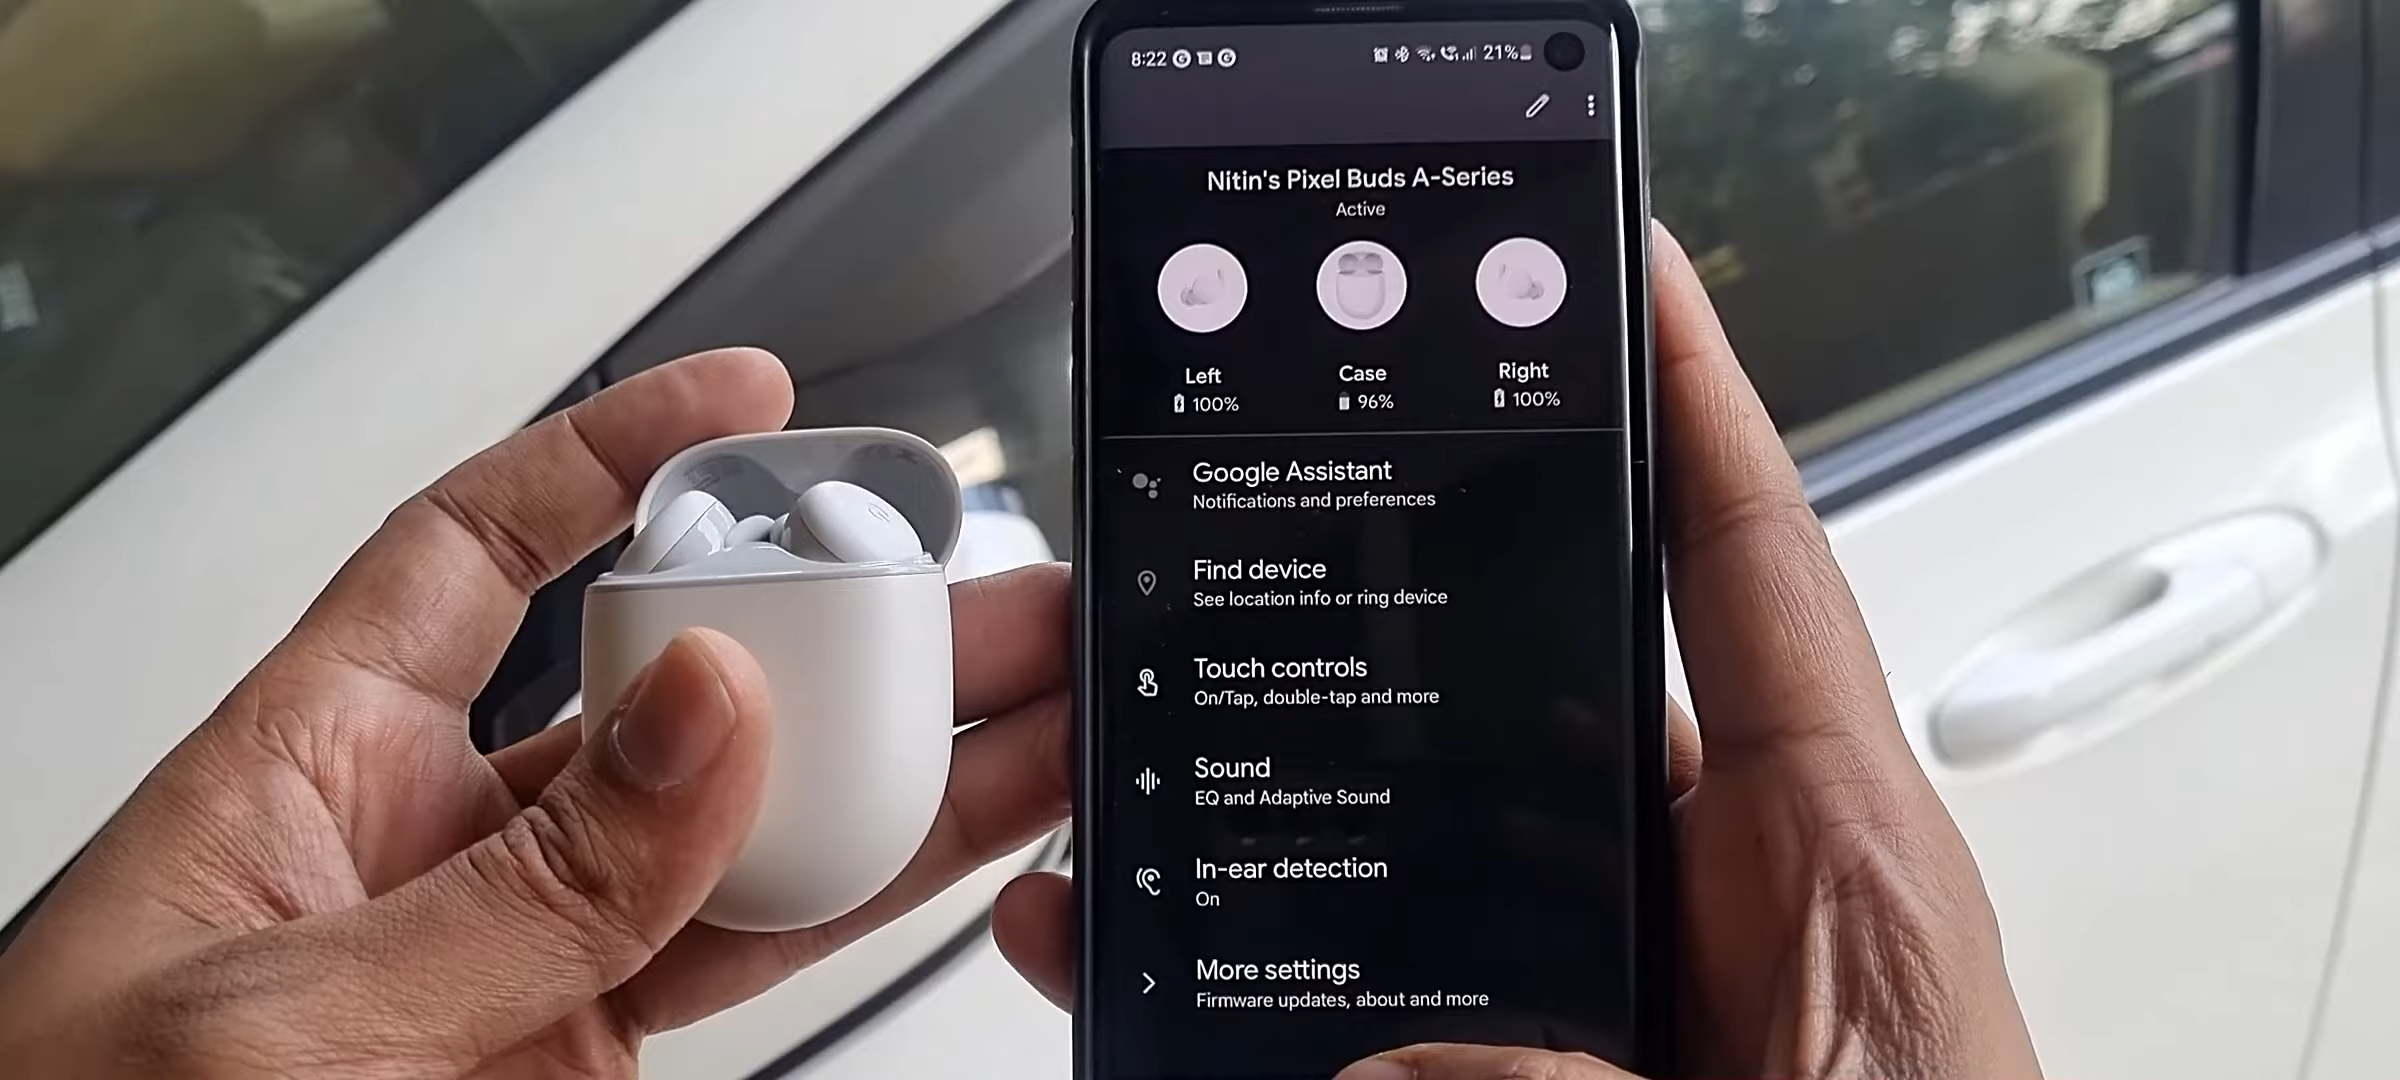 8:22
21%
Nitin's Pixel Buds A-Series
Active
Left
Case
Right
100%
96%
100%
Google Assistant
Notifications and preferences
Find device
See location info or ring device
Touch controls
On/Tap, double-tap and more
Sound
EQ and Adaptive Sound
In-ear detection
On
More settings
Firmware updates, about and more